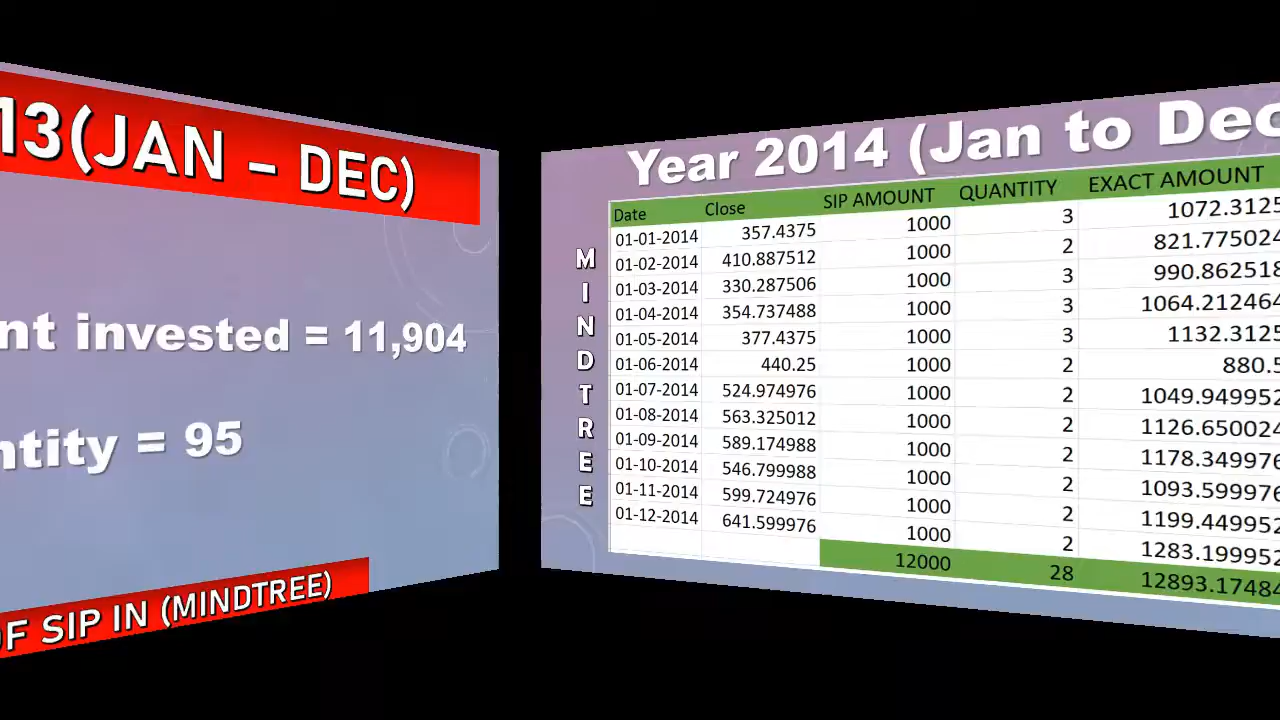 13(JAN – DEC)
nt invested = 11,904
ntity = 95
OF SIP IN (MINDTREE)
Year 2014 (Jan to Dec
MINDTREE
Date Close SIP AMOUNT QUANTITY EXACT AMOUNT
01-01-2014 357.4375 1000 3 1072.3125
01-02-2014 410.887512 1000 2 821.775024
01-03-2014 330.287506 1000 3 990.862518
01-04-2014 354.737488 1000 3 1064.212464
01-05-2014 377.4375 1000 3 1132.3125
01-06-2014 440.25 1000 2 880.5
01-07-2014 524.974976 1000 2 1049.949952
01-08-2014 563.325012 1000 2 1126.650024
01-09-2014 589.174988 1000 2 1178.349976
01-10-2014 546.799988 1000 2 1093.599976
01-11-2014 599.724976 1000 2 1199.449952
01-12-2014 641.599976 1000 2 1283.199952
12000 28 12893.17484